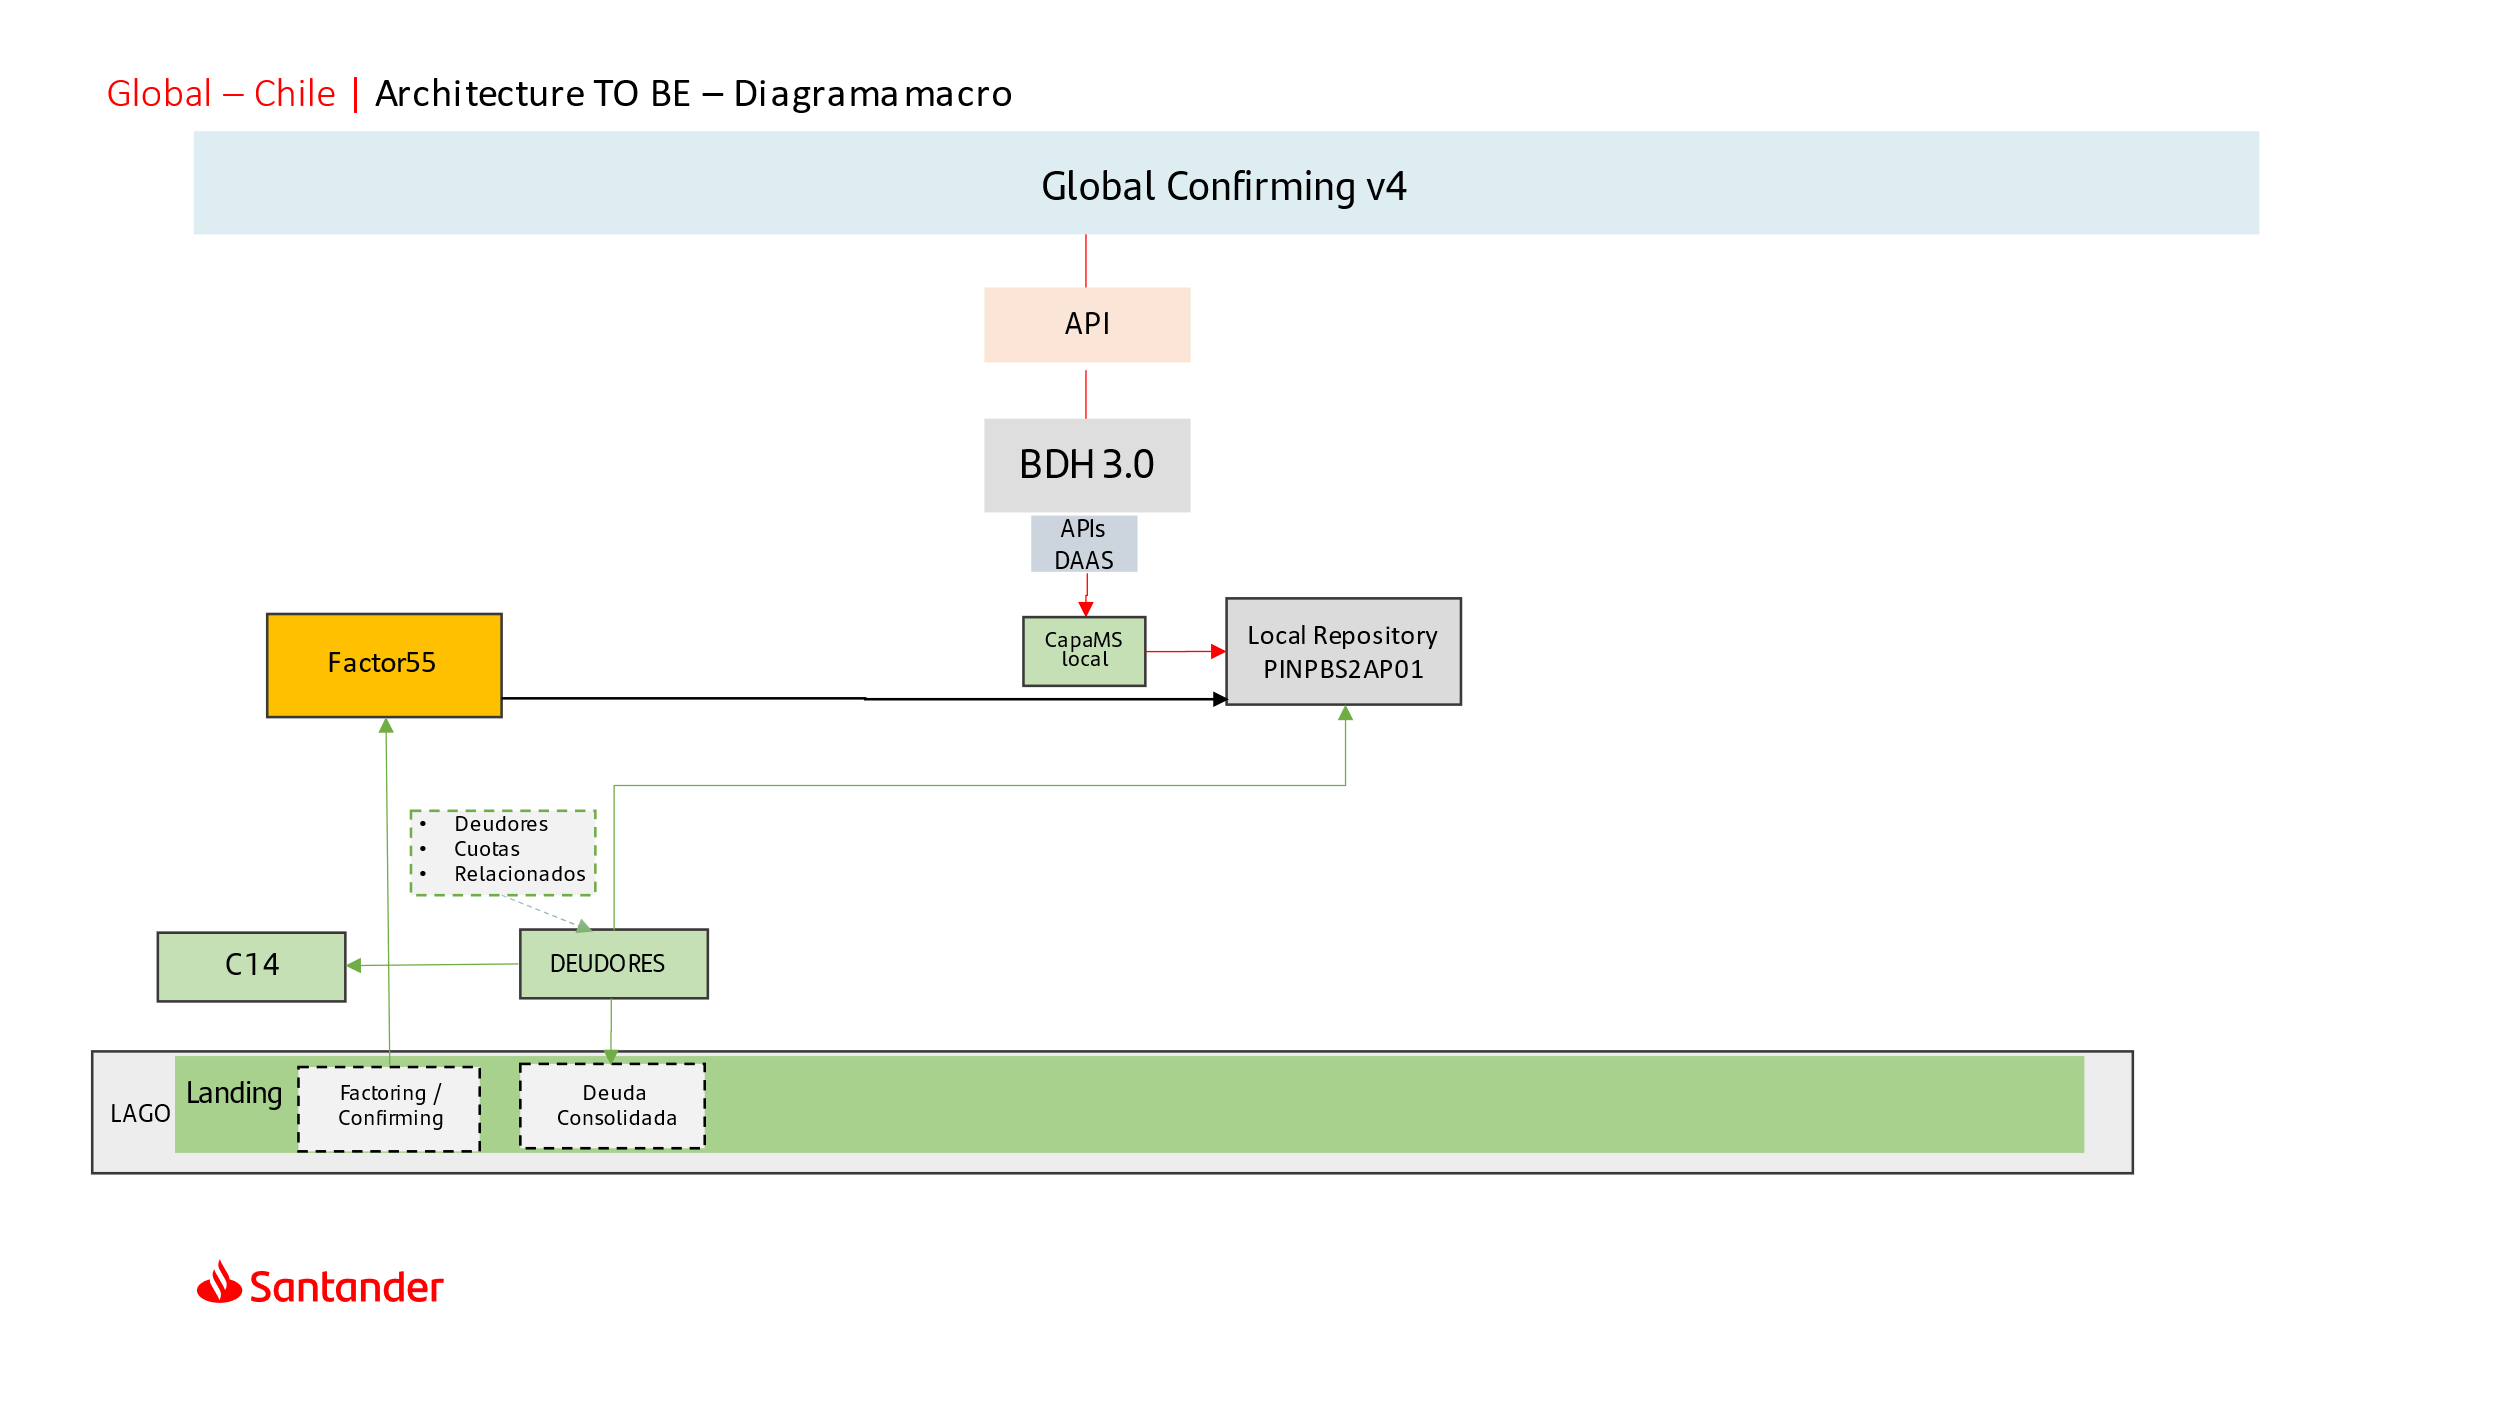 Global – Chile | Architecture TO BE – Diagrama macro
Global Confirming v4
API
BDH 3.0
APIs
DAAS
CapaMS
local
Local Repository
PINPBS2AP01
Factor55
• Deudores
• Cuotas
• Relacionados
C14
DEUDORES
LAGO
Landing
Factoring /
Confirming
Deuda
Consolidada
Santander